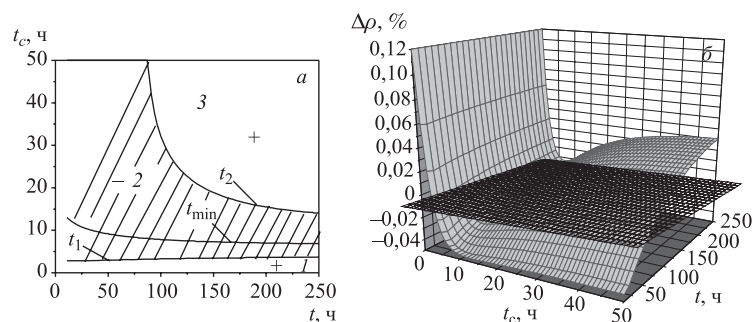 t_c, ч
а
50
40
30
20
10
0
3
+
– 2
t_2
t_min
t_1
+
1
0 50 100 150 200 250
t, ч
Δρ, %
б
0,12
0,10
0,08
0,06
0,04
0,02
0
–0,02
–0,04
0 10 20 30 40 50
t_c, ч
50 100 150 200 250
t, ч